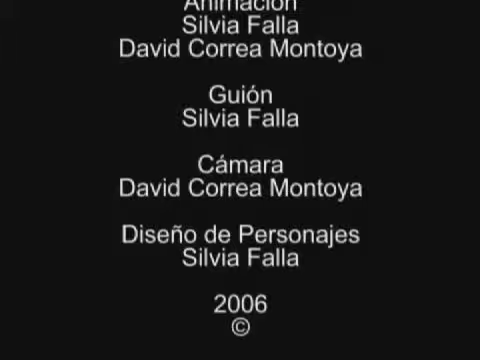 Animación
Silvia Falla
David Correa Montoya
Guión
Silvia Falla
Cámara
David Correa Montoya
Diseño de Personajes
Silvia Falla
2006
©